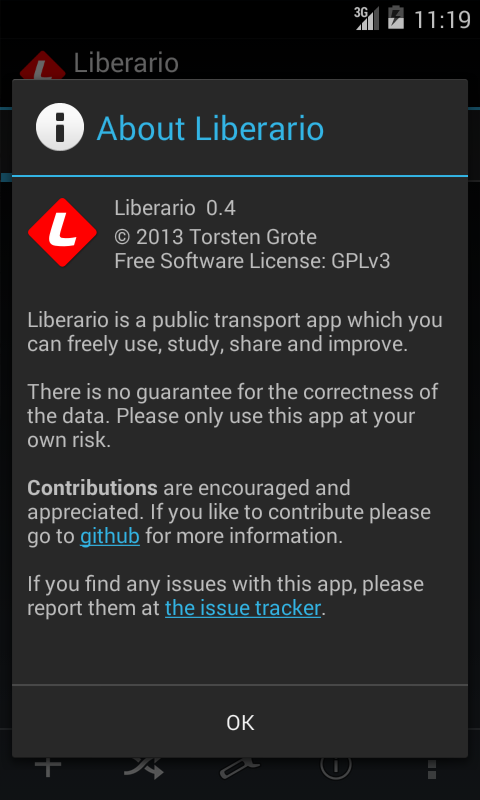 3G 11:19
Liberario
About Liberario
L
Liberario 0.4
© 2013 Torsten Grote
Free Software License: GPLv3
Liberario is a public transport app which you
can freely use, study, share and improve.
There is no guarantee for the correctness of
the data. Please only use this app at your
own risk.
Contributions are encouraged and
appreciated. If you like to contribute please
go to github for more information.
If you find any issues with this app, please
report them at the issue tracker.
OK